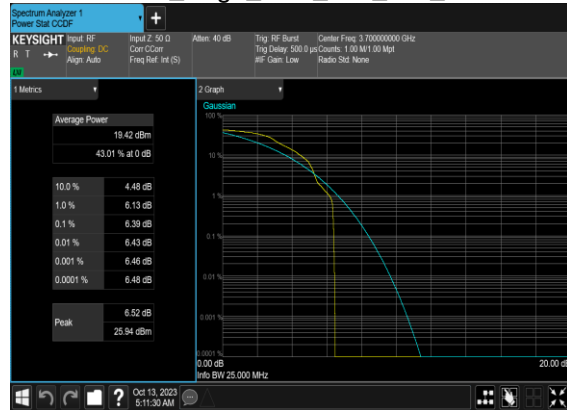 Spectrum Analyzer 1
Power Stat CCDF
+
KEYSIGHT
R T
Input: RF
Coupling: DC
Align: Auto
Input Z: 50 Ω
Corr CCorr
Freq Ref: Int (S)
Atten: 40 dB
Trig: RF Burst
Trig Delay: 500.0 µs
#IF Gain: Low
Center Freq: 3.700000000 GHz
Counts: 1.00 M/1.00 Mpt
Radio Std: None
1 Metrics
Average Power
19.42 dBm
43.01 % at 0 dB
10.0 % 4.48 dB
1.0 % 6.13 dB
0.1 % 6.39 dB
0.01 % 6.43 dB
0.001 % 6.46 dB
0.0001 % 6.48 dB
Peak
6.52 dB
25.94 dBm
2 Graph
Gaussian
100 %
10 %
1 %
0.1 %
0.01 %
0.001 %
0.0001 %
0.00 dB
20.00 dB
Info BW 25.000 MHz
?
Oct 13, 2023
5:11:30 AM